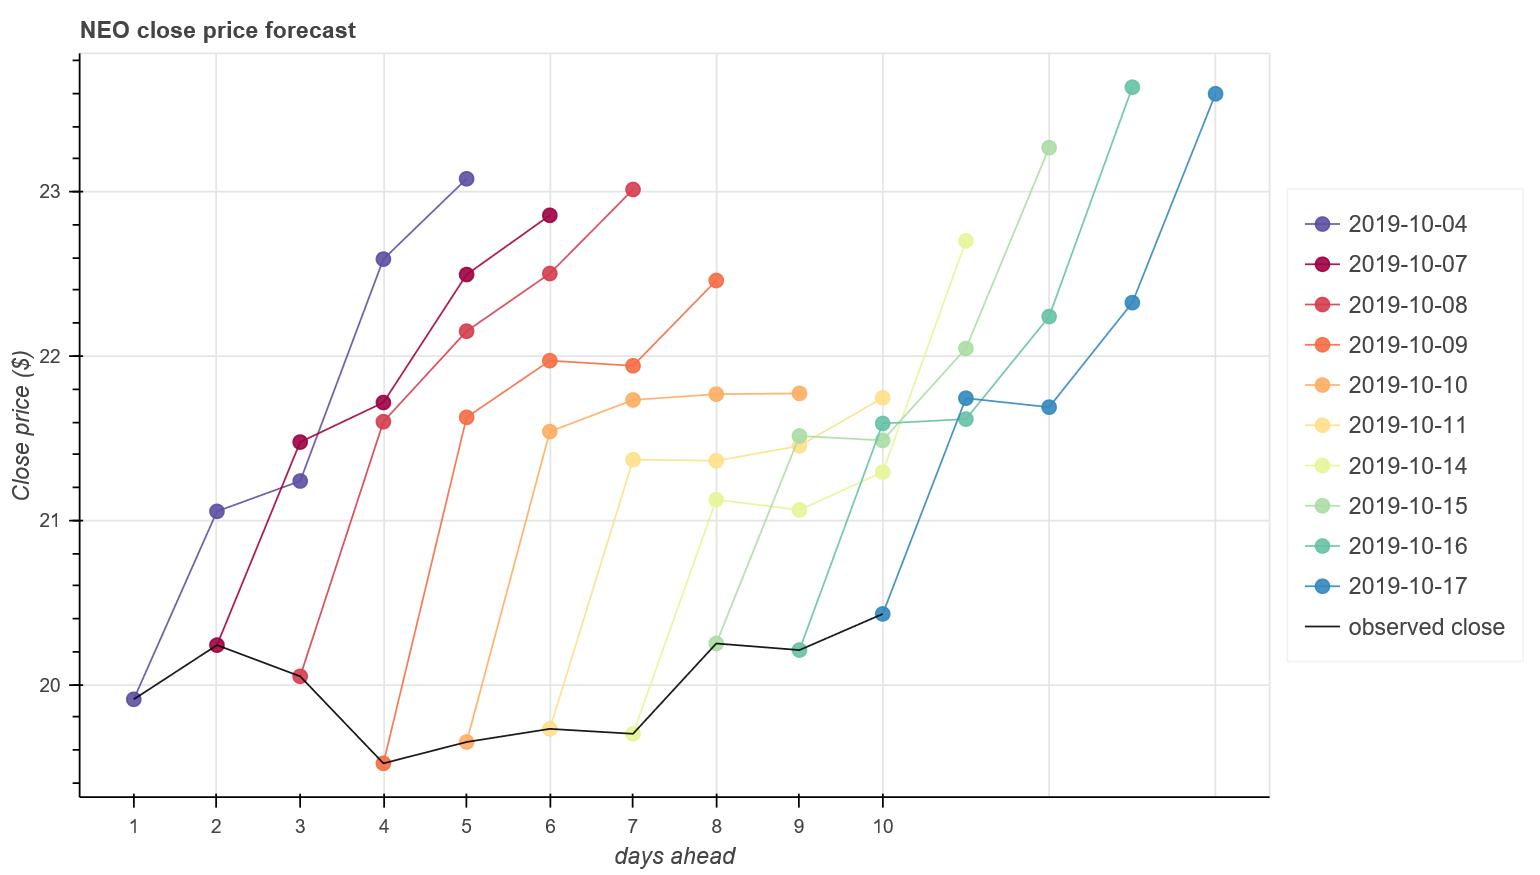 NEO close price forecast
23
22
21
20
Close price ($)
1 2 3 4 5 6 7 8 9 10
days ahead
2019-10-04
2019-10-07
2019-10-08
2019-10-09
2019-10-10
2019-10-11
2019-10-14
2019-10-15
2019-10-16
2019-10-17
observed close